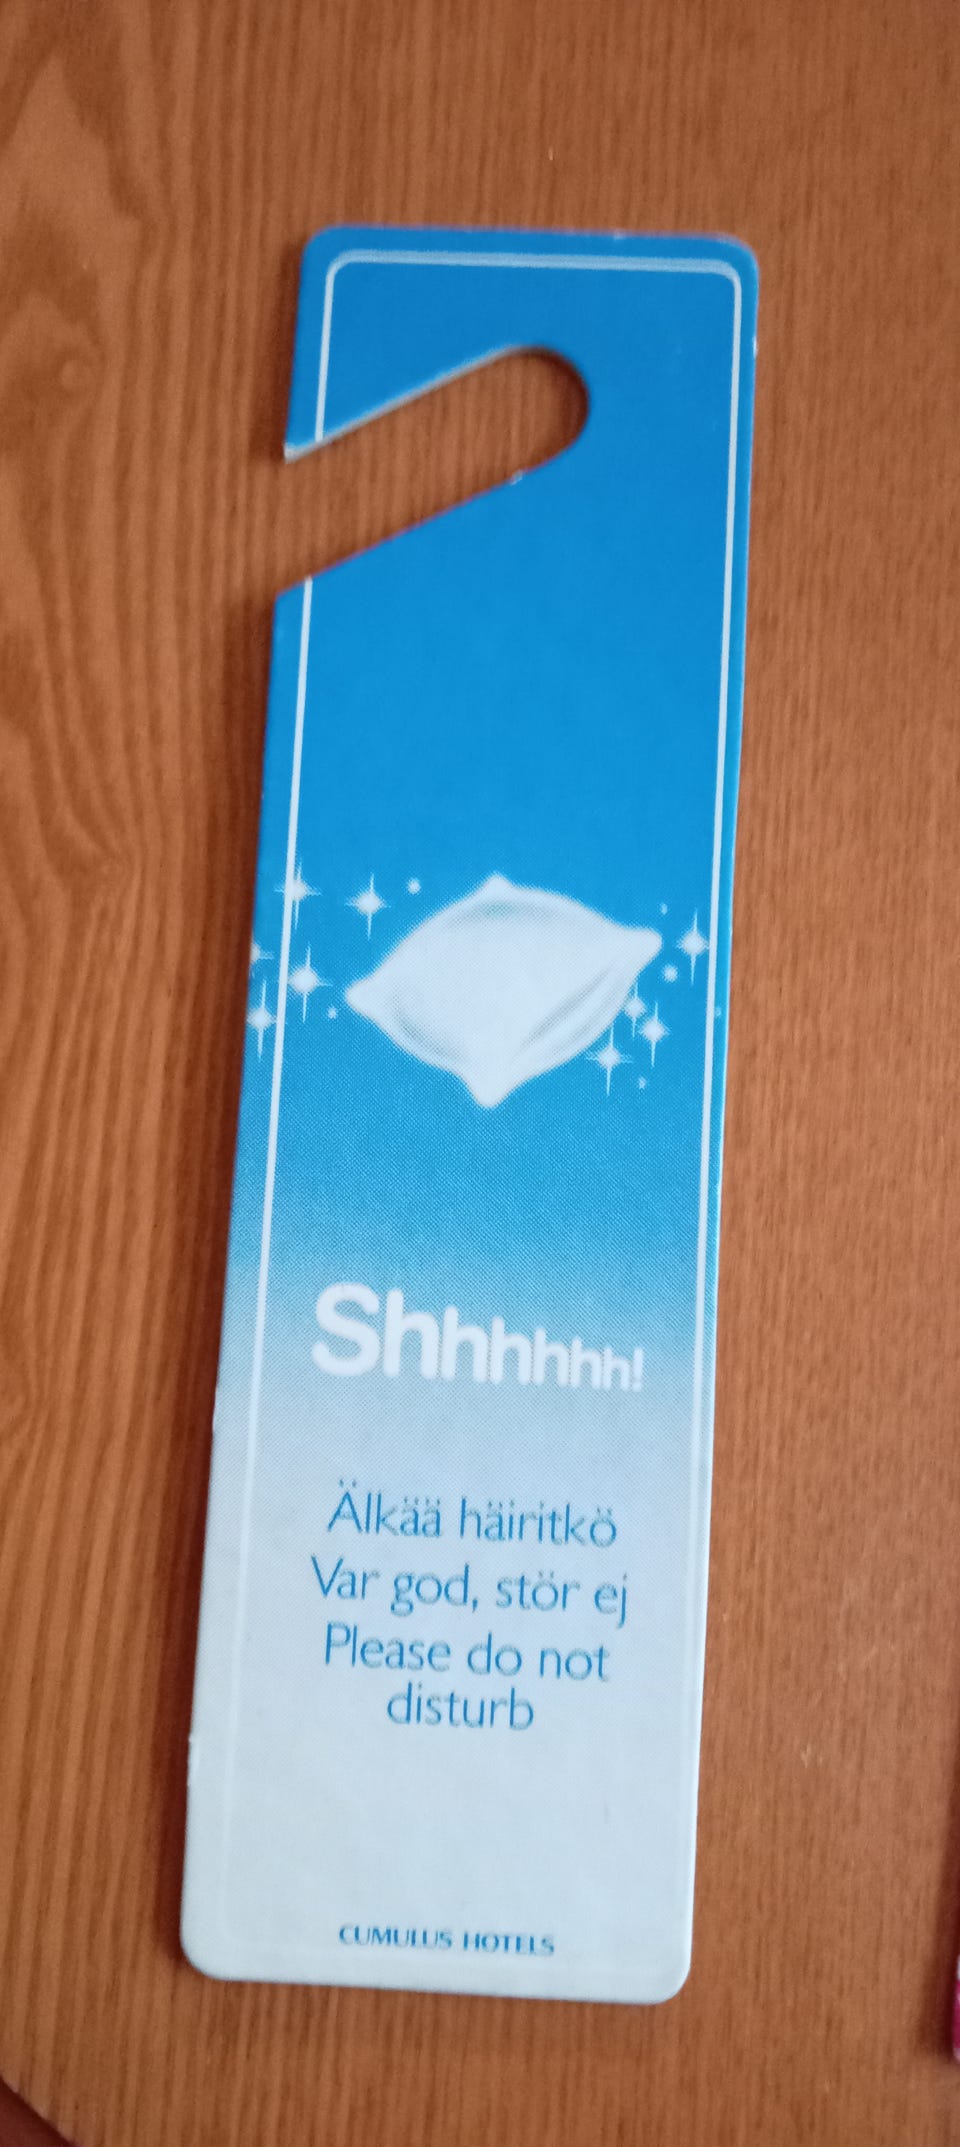 Shhhhhh!
Älkää häiritkö
Var god, stör ej
Please do not
disturb
CUMULUS HOTELS